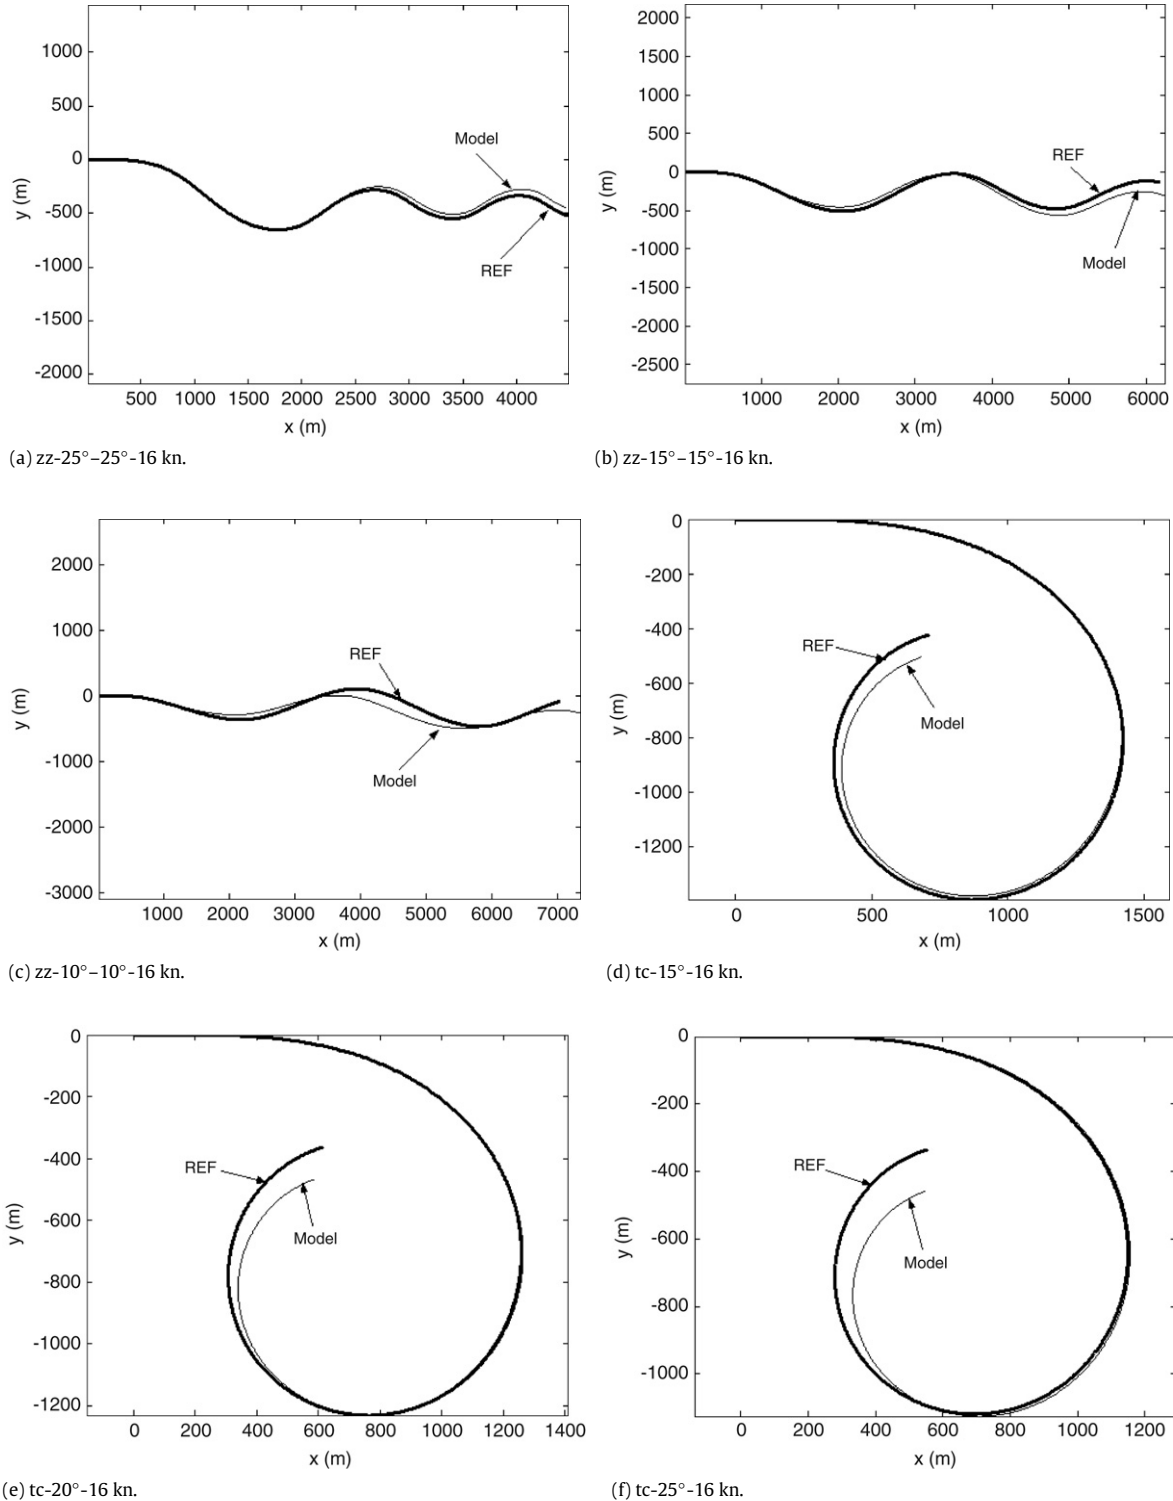 1000
500
0
-500
-1000
-1500
-2000
y (m)
Model
REF
500 1000 1500 2000 2500 3000 3500 4000
x (m)
(a) zz-25°–25°-16 kn.
2000
1500
1000
500
0
-500
-1000
-1500
-2000
-2500
y (m)
REF
Model
1000 2000 3000 4000 5000 6000
x (m)
(b) zz-15°–15°-16 kn.
2000
1000
0
-1000
-2000
-3000
y (m)
REF
Model
1000 2000 3000 4000 5000 6000 7000
x (m)
(c) zz-10°–10°-16 kn.
0
-200
-400
-600
-800
-1000
-1200
y (m)
REF
Model
0 500 1000 1500
x (m)
(d) tc-15°-16 kn.
0
-200
-400
-600
-800
-1000
-1200
y (m)
REF
Model
0 200 400 600 800 1000 1200 1400
x (m)
(e) tc-20°-16 kn.
0
-200
-400
-600
-800
-1000
y (m)
REF
Model
0 200 400 600 800 1000 1200
x (m)
(f) tc-25°-16 kn.